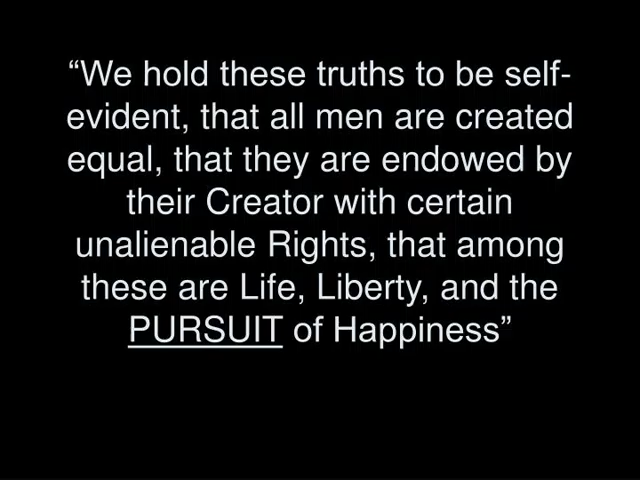 “We hold these truths to be self-
evident, that all men are created
equal, that they are endowed by
their Creator with certain
unalienable Rights, that among
these are Life, Liberty, and the
PURSUIT of Happiness”